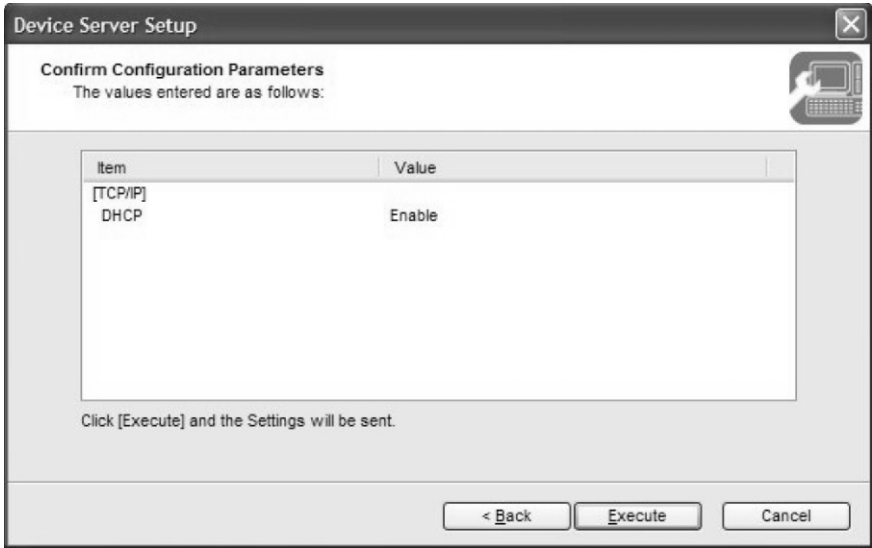 Device Server Setup
Confirm Configuration Parameters
The values entered are as follows:
Item Value
[TCP/IP]
DHCP Enable
Click [Execute] and the Settings will be sent.
< Back Execute Cancel